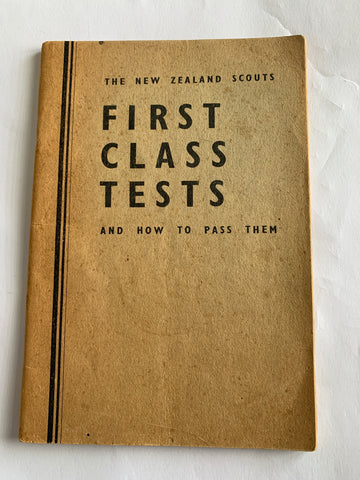 THE NEW ZEALAND SCOUTS
FIRST
CLASS
TESTS
AND HOW TO PASS THEM